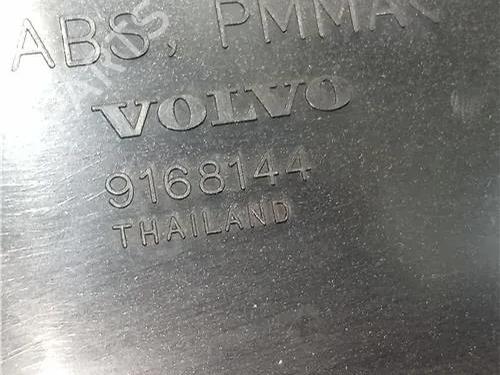 ABS, PMMA
VOLVO
9168144
THAILAND